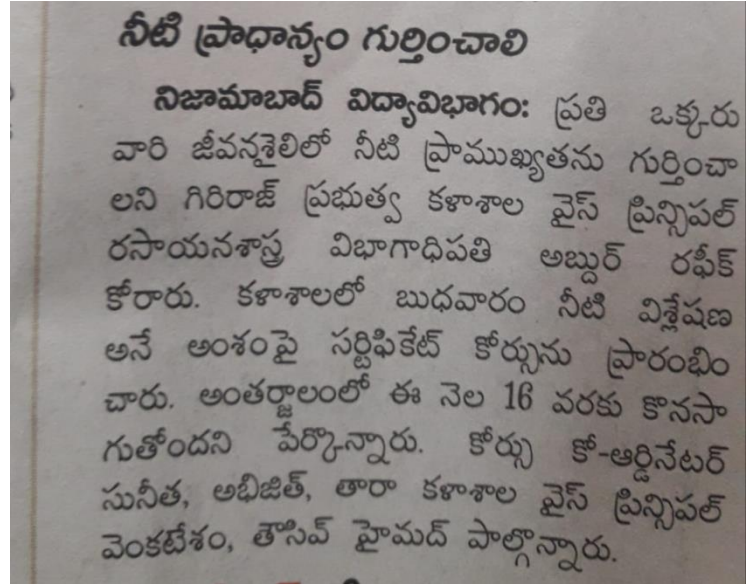 నీటి ప్రాధాన్యం గుర్తించాలి
నిజామాబాద్ విద్యావిభాగం: ప్రతి ఒక్కరు
వారి జీవనశైలిలో నీటి ప్రాముఖ్యతను గుర్తించా
లని గిరిరాజ్ ప్రభుత్వ కళాశాల వైస్ ప్రిన్సిపల్
రసాయనశాస్త్ర విభాగాధిపతి అబ్దుర్ రఫీక్
కోరారు. కళాశాలలో బుధవారం నీటి విశ్లేషణ
అనే అంశంపై సర్టిఫికేట్ కోర్సును ప్రారంభిం
చారు. అంతర్జాలంలో ఈ నెల 16 వరకు కొనసా
గుతోందని పేర్కొన్నారు. కోర్సు కో-ఆర్డినేటర్
సునీత, అభిజిత్, తారా కళాశాల వైస్ ప్రిన్సిపల్
వెంకటేశం, తౌసివ్ హైమద్ పాల్గొన్నారు.